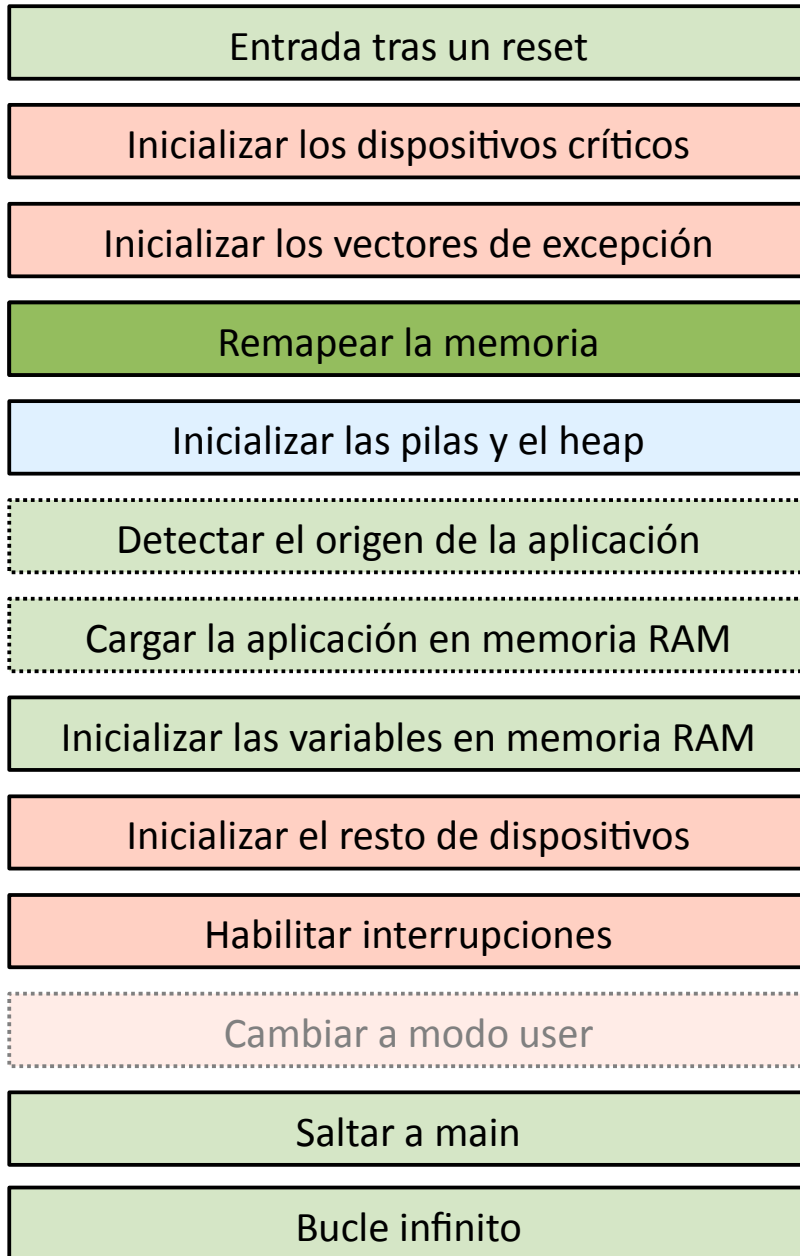 Entrada tras un reset
Inicializar los dispositivos críticos
Inicializar los vectores de excepción
Remapear la memoria
Inicializar las pilas y el heap
Detectar el origen de la aplicación
Cargar la aplicación en memoria RAM
Inicializar las variables en memoria RAM
Inicializar el resto de dispositivos
Habilitar interrupciones
Cambiar a modo user
Saltar a main
Bucle infinito